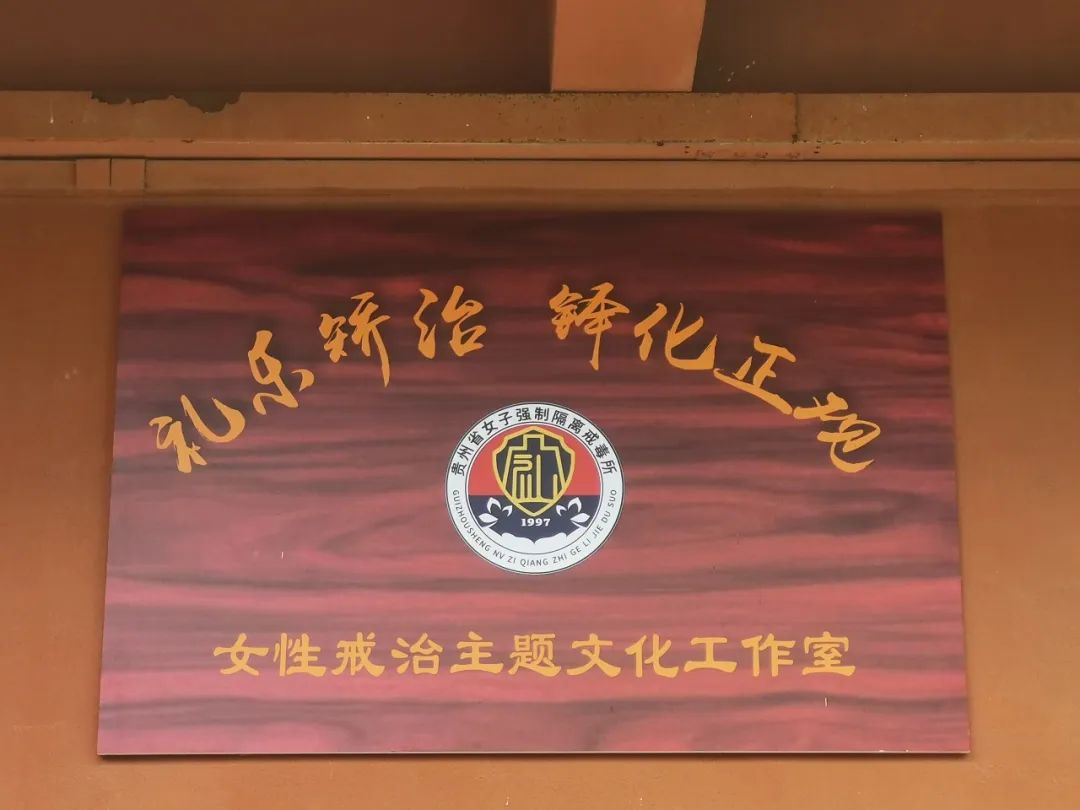 礼乐矫治 铎化正范
贵州省女子强制隔离戒毒所
1997
GUIZHOUSHENG NV ZI QIANG ZHI GE LI JIE DU SUO
女性戒治主题文化工作室